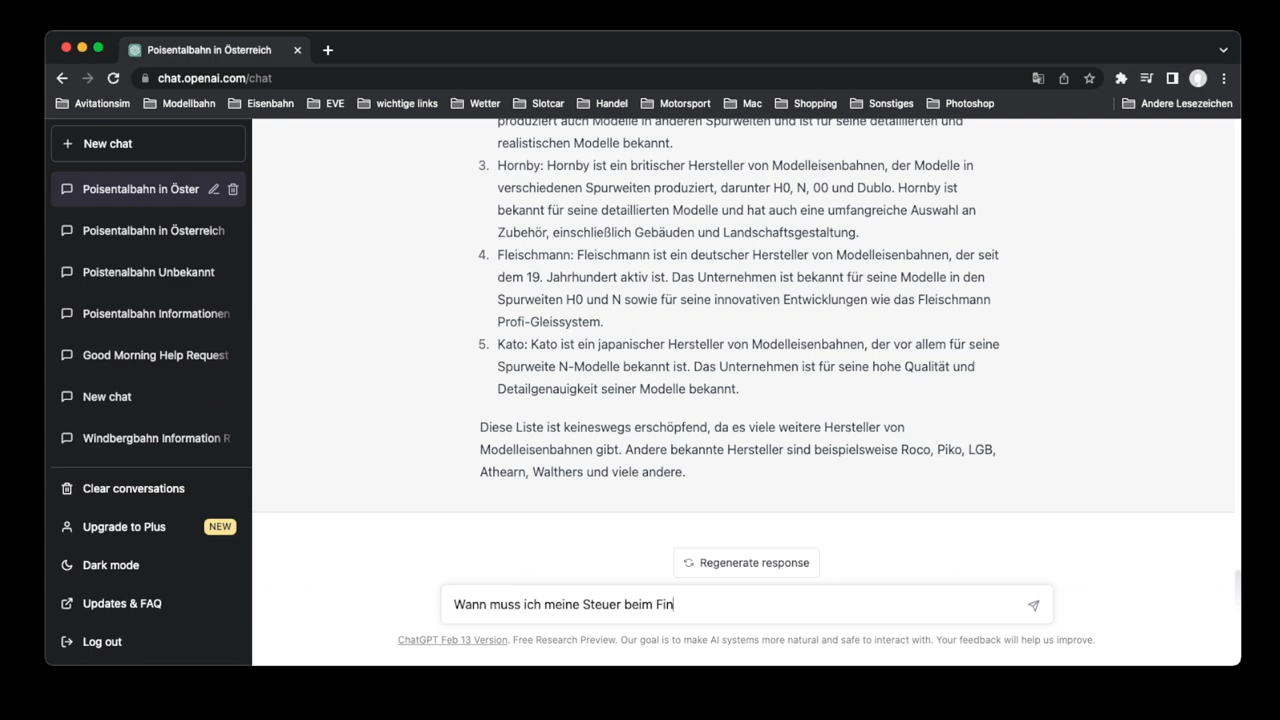 Poisentalbahn in Österreich
chat.openai.com/chat
Avitationsim Modellbahn Eisenbahn EVE wichtige links Wetter Slotcar Handel Motorsport Mac Shopping Sonstiges Photoshop Andere Lesezeichen
New chat
Poisentalbahn in Öster
Poisentalbahn in Österreich
Poistenalbahn Unbekannt
Poisentalbahn Informationen
Good Morning Help Request
New chat
Windbergbahn Information R
Clear conversations
Upgrade to Plus NEW
Dark mode
Updates & FAQ
Log out
produziert auch Modelle in anderen Spurweiten und ist für seine detaillierten und
realistischen Modelle bekannt.
3. Hornby: Hornby ist ein britischer Hersteller von Modelleisenbahnen, der Modelle in
verschiedenen Spurweiten produziert, darunter H0, N, 00 und Dublo. Hornby ist
bekannt für seine detaillierten Modelle und hat auch eine umfangreiche Auswahl an
Zubehör, einschließlich Gebäuden und Landschaftsgestaltung.
4. Fleischmann: Fleischmann ist ein deutscher Hersteller von Modelleisenbahnen, der seit
dem 19. Jahrhundert aktiv ist. Das Unternehmen ist bekannt für seine Modelle in den
Spurweiten H0 und N sowie für seine innovativen Entwicklungen wie das Fleischmann
Profi-Gleissystem.
5. Kato: Kato ist ein japanischer Hersteller von Modelleisenbahnen, der vor allem für seine
Spurweite N-Modelle bekannt ist. Das Unternehmen ist für seine hohe Qualität und
Detailgenauigkeit seiner Modelle bekannt.
Diese Liste ist keineswegs erschöpfend, da es viele weitere Hersteller von
Modelleisenbahnen gibt. Andere bekannte Hersteller sind beispielsweise Roco, Piko, LGB,
Athearn, Walthers und viele andere.
Regenerate response
Wann muss ich meine Steuer beim Fin
ChatGPT Feb 13 Version. Free Research Preview. Our goal is to make AI systems more natural and safe to interact with. Your feedback will help us improve.